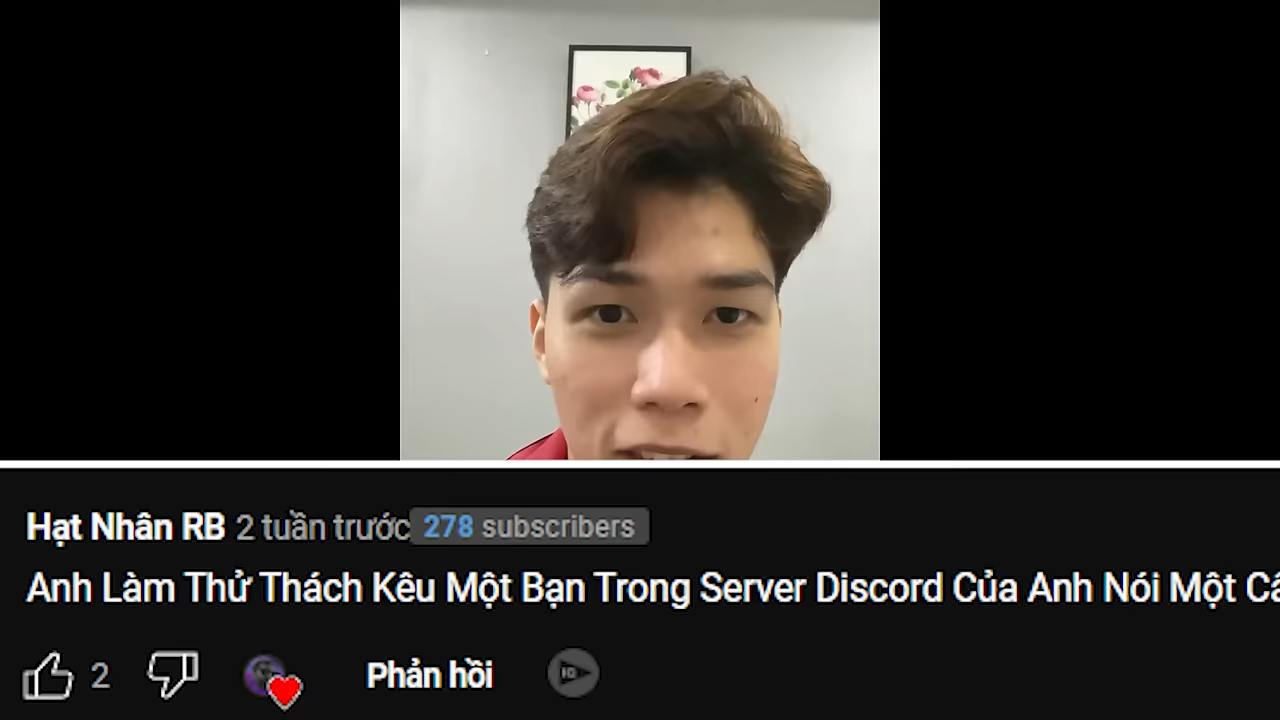 Hạt Nhân RB 2 tuần trước 278 subscribers
Anh Làm Thử Thách Kêu Một Bạn Trong Server Discord Của Anh Nói Một
2 Phản hồi